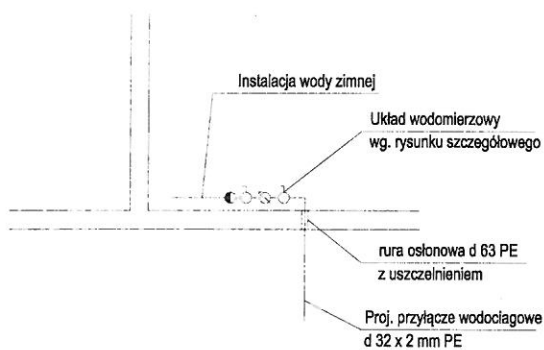 Instalacja wody zimnej
Układ wodomierzowy
wg. rysunku szczegółowego
rura osłonowa d 63 PE
z uszczelnieniem
Proj. przyłącze wodociagowe
d 32 x 2 mm PE